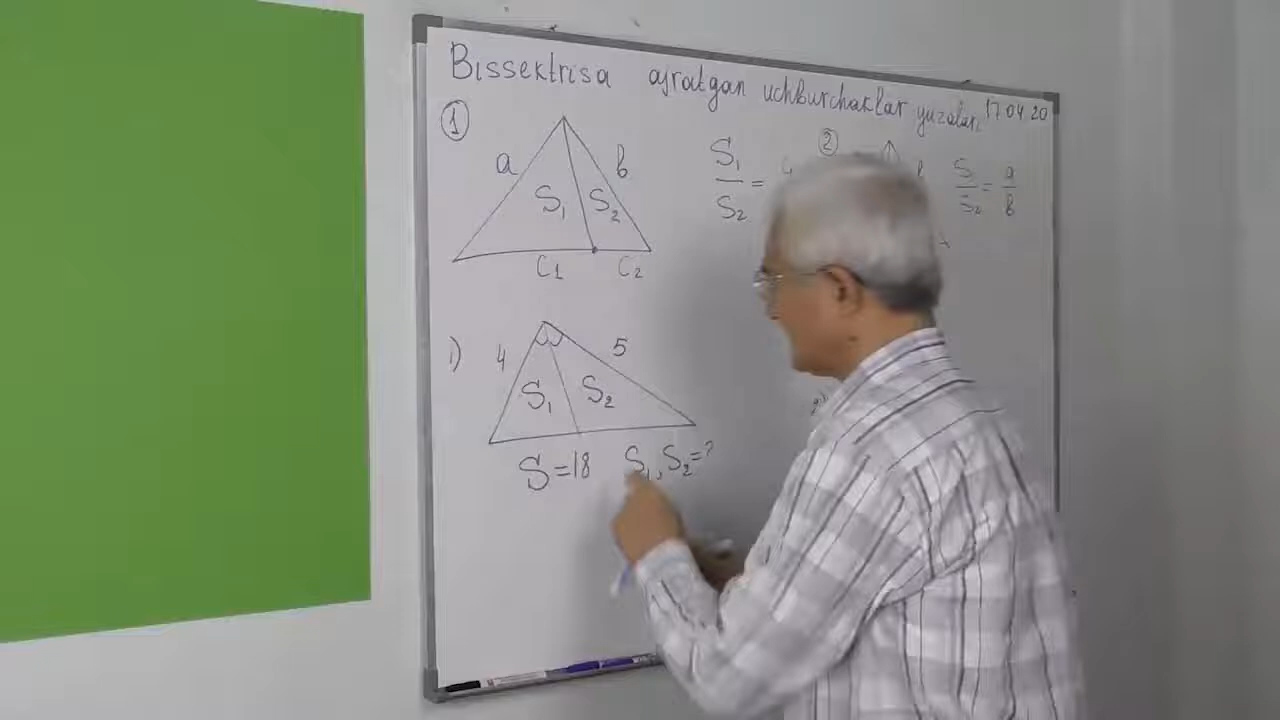 Bissektrisa ajratgan uchburchaklar yuzalari 17.04.20
1
a b
S₁ S₂
C₁ C₂
S₁/S₂ =
2
b
S₁/S₂ = a/b
1) 4 5
S₁ S₂
S=18 S₁, S₂=?